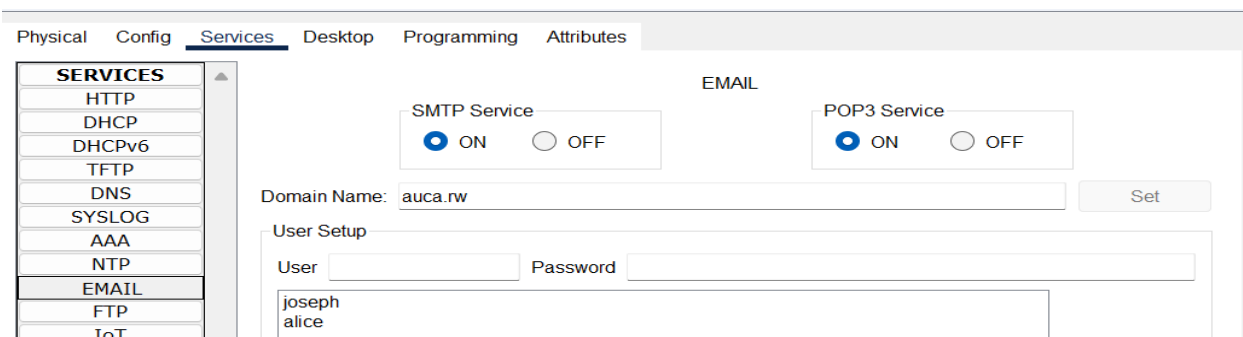 Physical Config Services Desktop Programming Attributes
SERVICES
HTTP
DHCP
DHCPv6
TFTP
DNS
SYSLOG
AAA
NTP
EMAIL
FTP
IoT
EMAIL
SMTP Service
ON OFF
POP3 Service
ON OFF
Domain Name: auca.rw Set
User Setup
User Password
joseph
alice